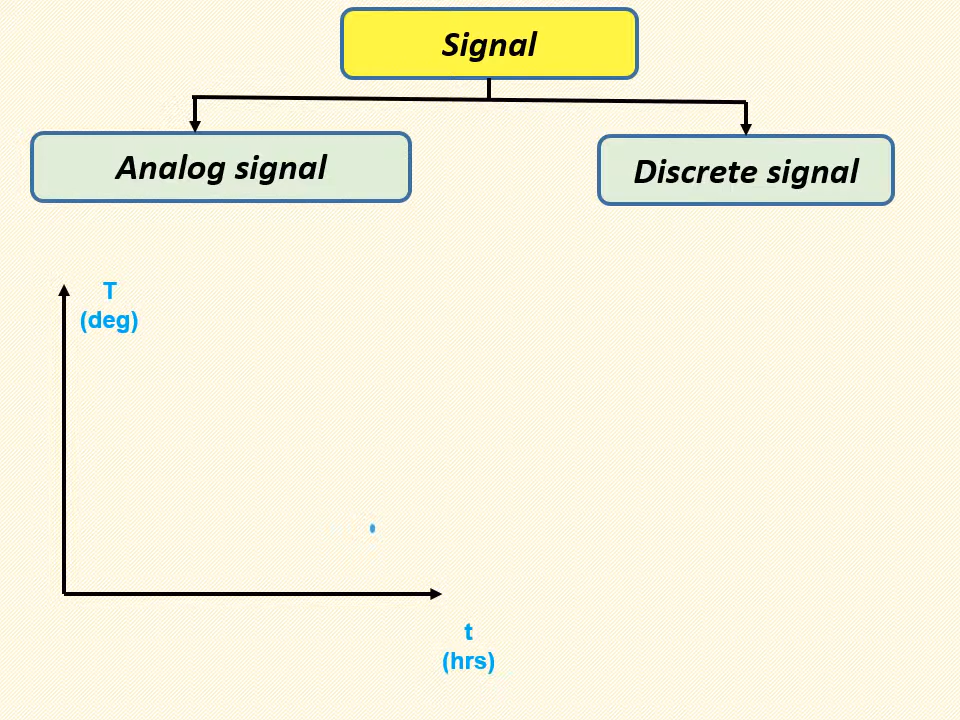 Signal
Analog signal
Discrete signal
T
(deg)
t
(hrs)